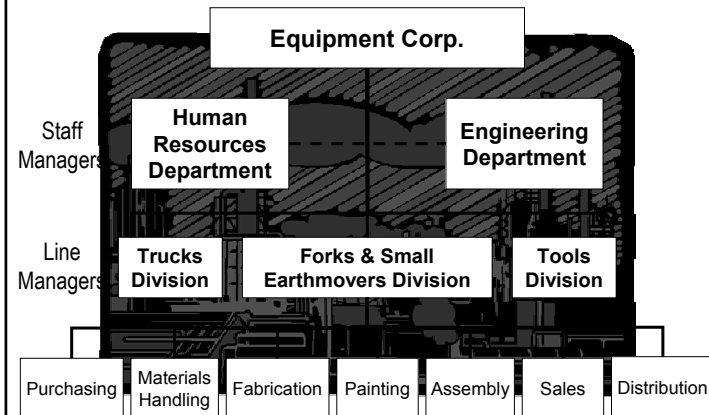 Equipment Corp.
Staff
Managers
Human
Resources
Department
Engineering
Department
Line
Managers
Trucks
Division
Forks & Small
Earthmovers Division
Tools
Division
Purchasing
Materials
Handling
Fabrication
Painting
Assembly
Sales
Distribution